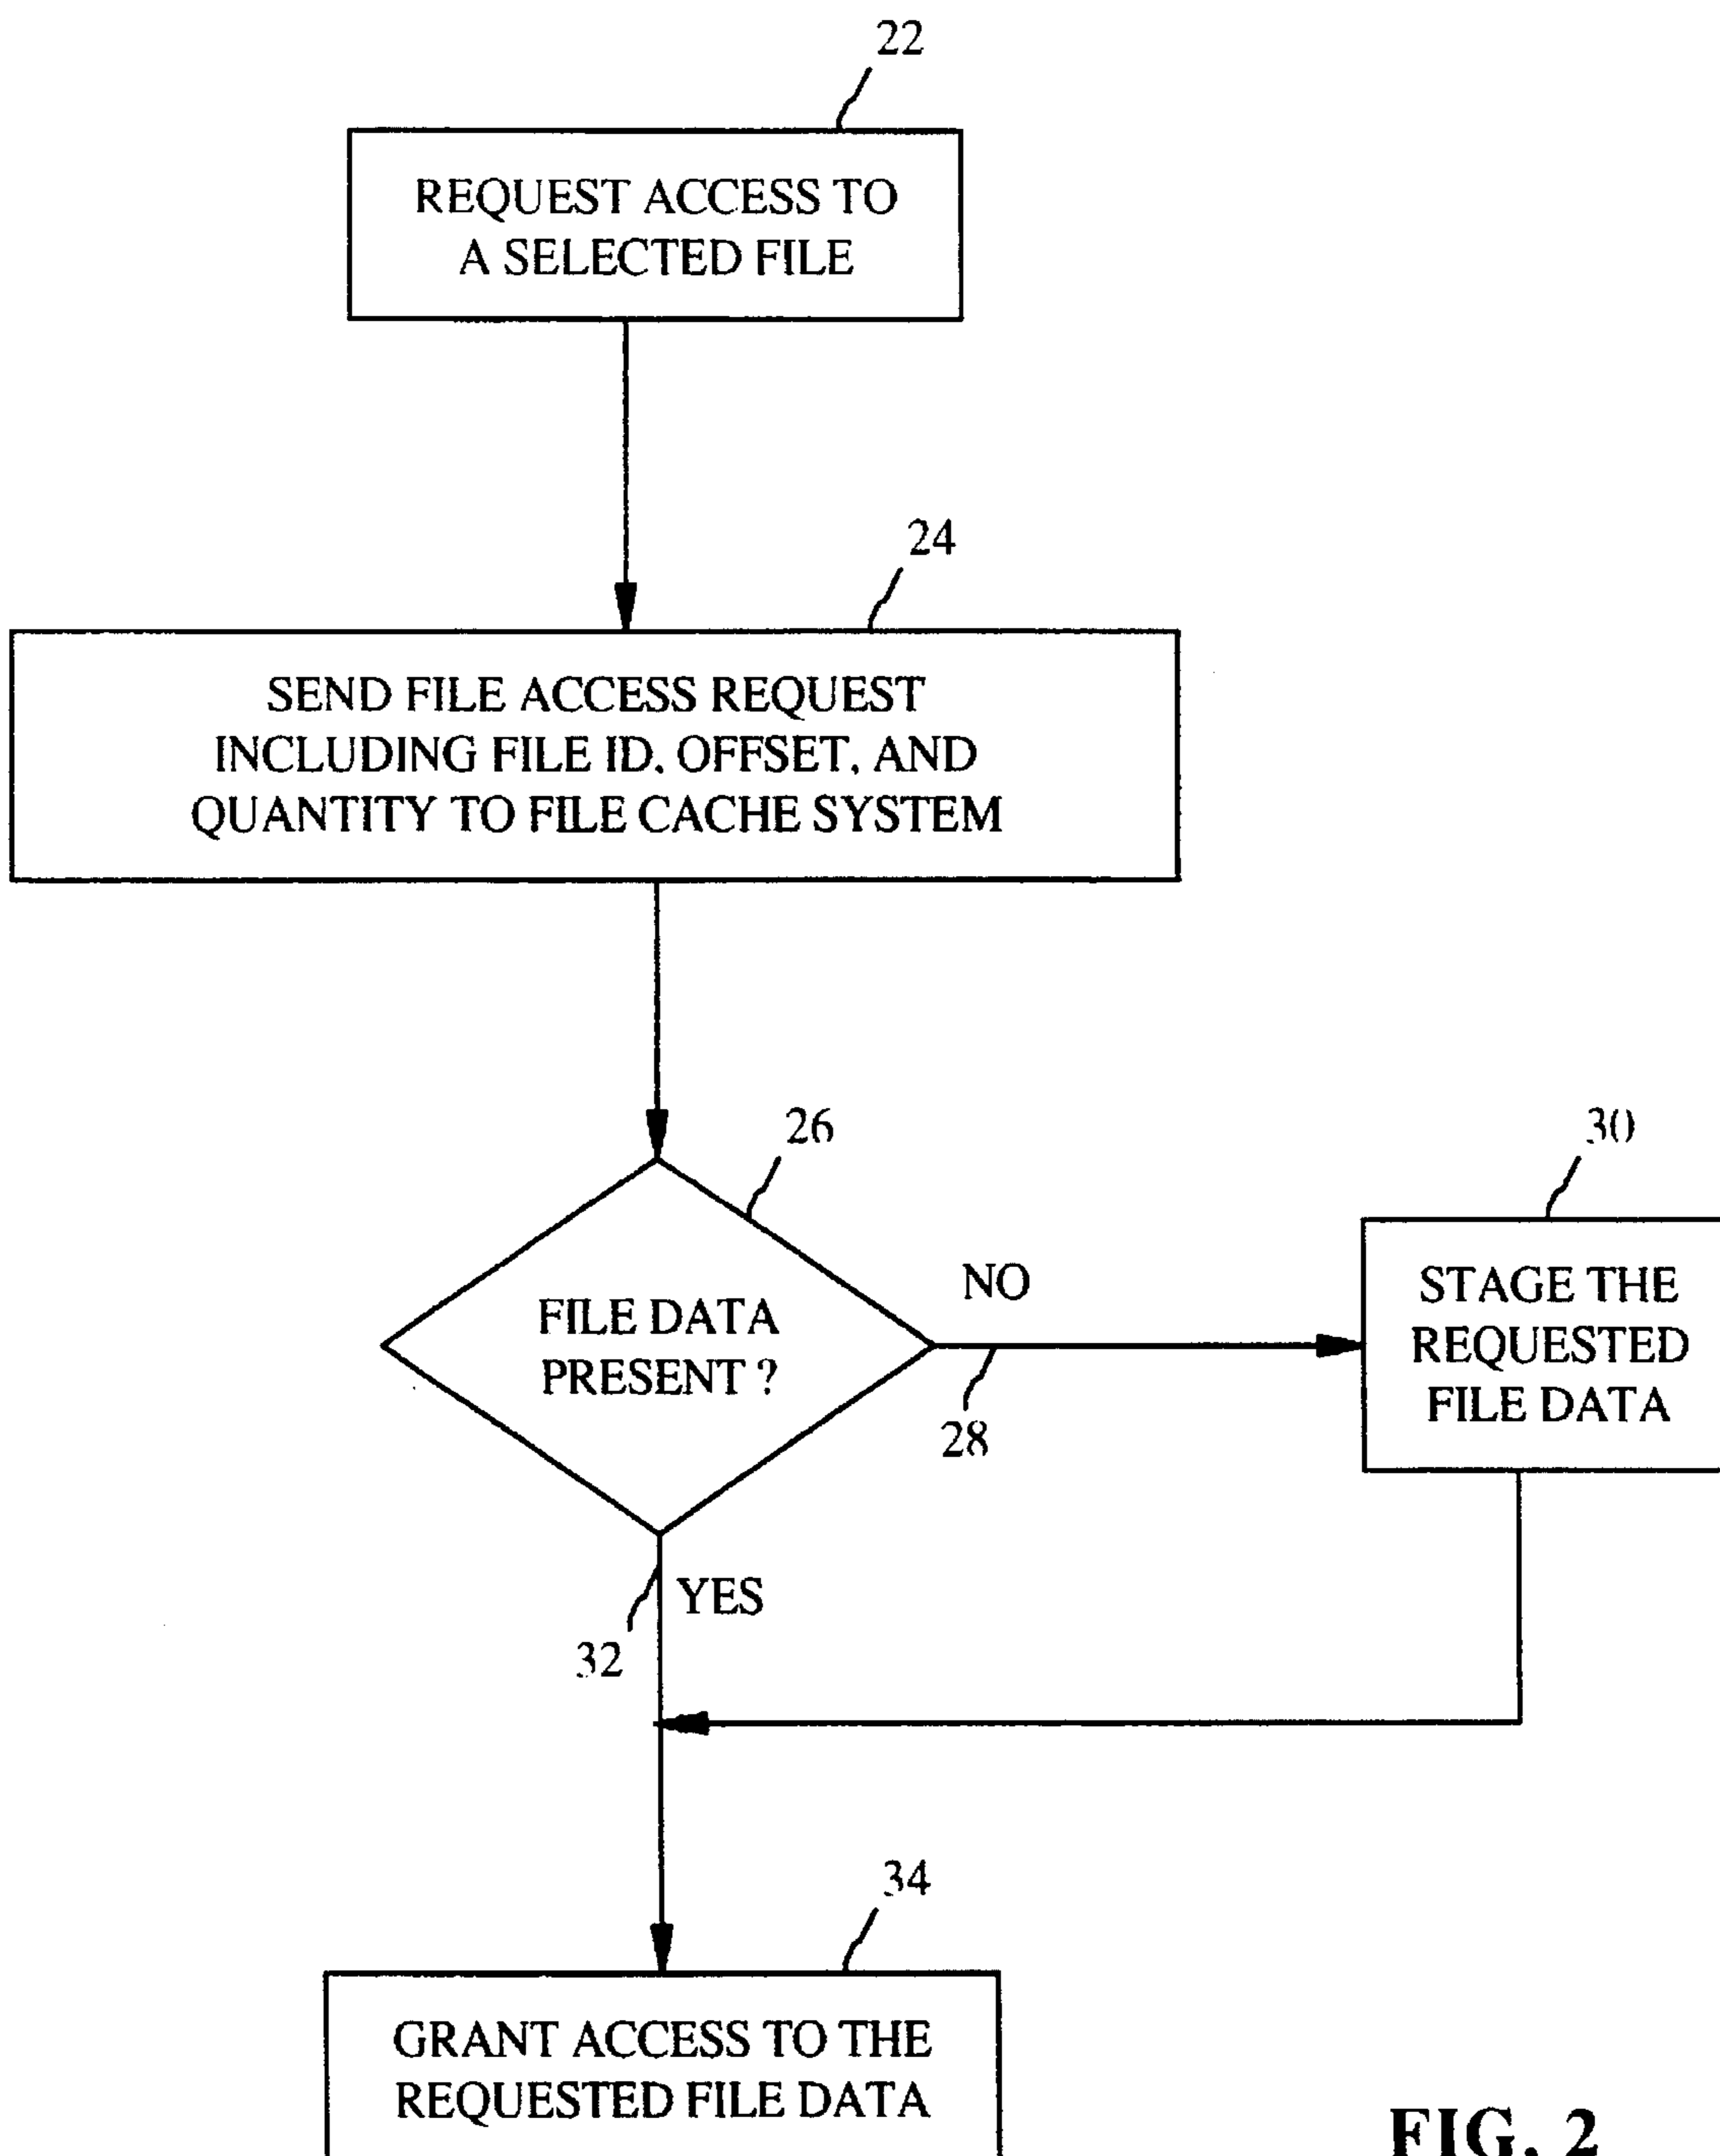 22
REQUEST ACCESS TO
A SELECTED FILE
24
SEND FILE ACCESS REQUEST
INCLUDING FILE ID, OFFSET, AND
QUANTITY TO FILE CACHE SYSTEM
26
FILE DATA
PRESENT ?
NO
28
30
STAGE THE
REQUESTED
FILE DATA
YES
32
34
GRANT ACCESS TO THE
REQUESTED FILE DATA
FIG. 2